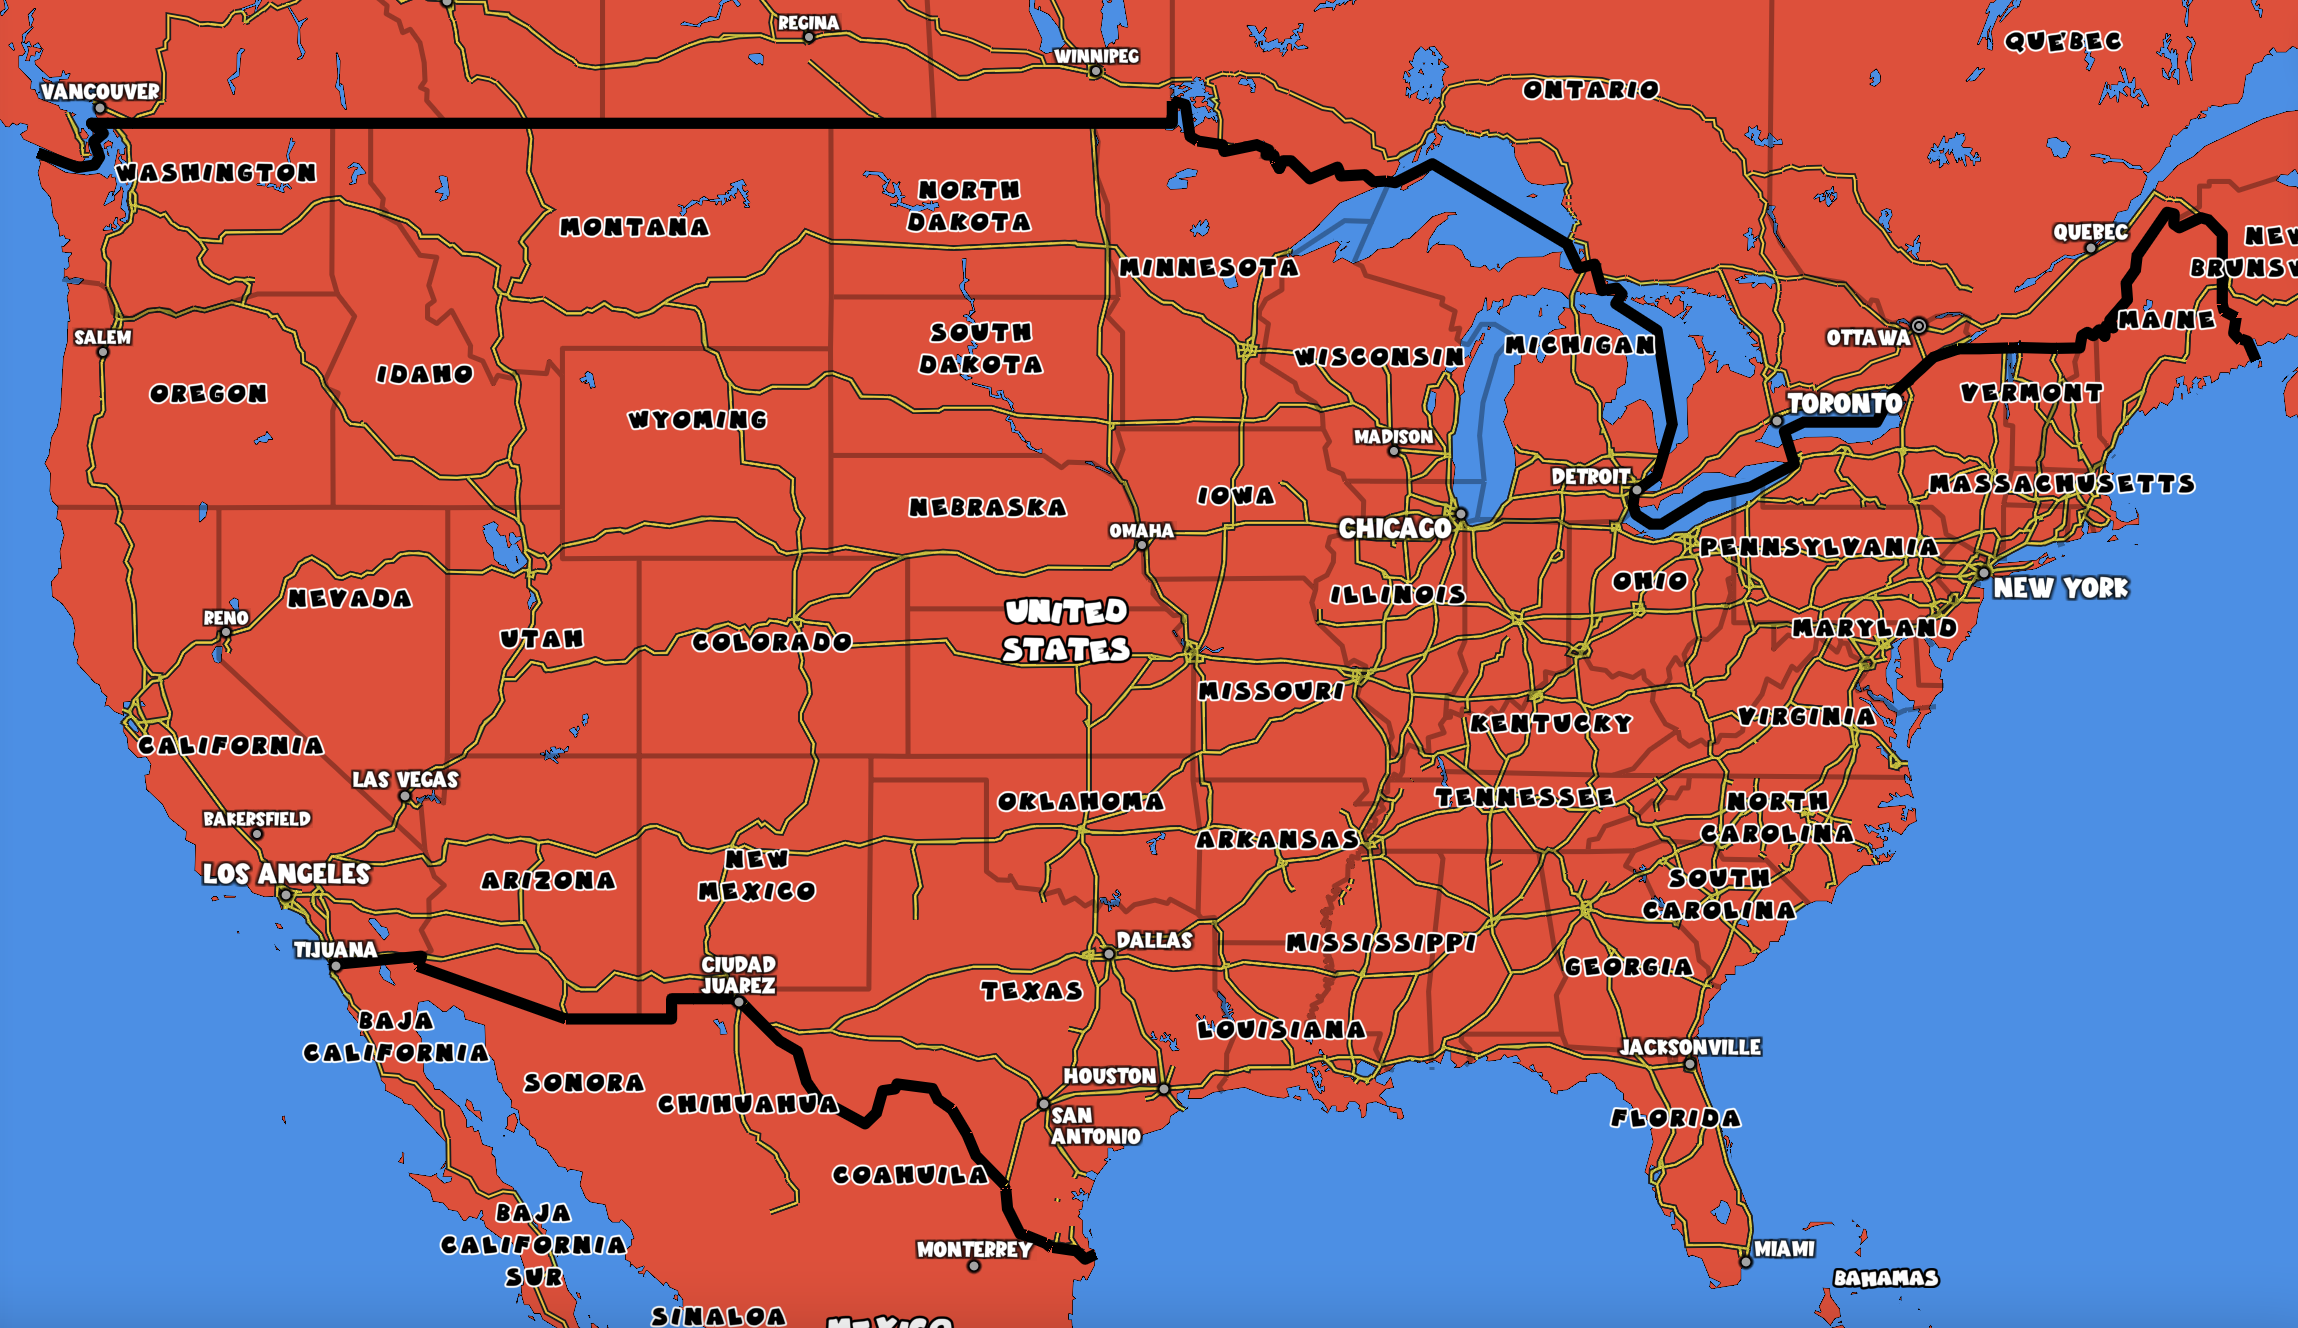 REGINA
QUEBEC
WINNIPEG
VANCOUVER
ONTARIO
WASHINGTON
NORTH
DAKOTA
MONTANA
QUEBEC
NEW
BRUNSW
MINNESOTA
MAINE
SALEM
SOUTH
DAKOTA
OTTAWA
MICHIGAN
WISCONSIN
IDAHO
OREGON
VERMONT
TORONTO
WYOMING
MADISON
DETROIT
MASSACHUSETTS
IOWA
NEBRASKA
OMAHA
CHICAGO
PENNSYLVANIA
OHIO
NEW YORK
ILLINOIS
NEVADA
RENO
UNITED
STATES
UTAH
COLORADO
MARYLAND
MISSOURI
VIRGINIA
KENTUCKY
CALIFORNIA
LAS VEGAS
OKLAHOMA
TENNESSEE
NORTH
CAROLINA
BAKERSFIELD
ARKANSAS
NEW
MEXICO
LOS ANGELES
ARIZONA
SOUTH
CAROLINA
TIJUANA
DALLAS
MISSISSIPPI
CIUDAD
JUAREZ
GEORGIA
TEXAS
BAJA
CALIFORNIA
LOUISIANA
JACKSONVILLE
HOUSTON
SONORA
CHIHUAHUA
SAN
ANTONIO
FLORIDA
COAHUILA
BAJA
CALIFORNIA
SUR
MONTERREY
MIAMI
BAHAMAS
SINALOA
MEXICO